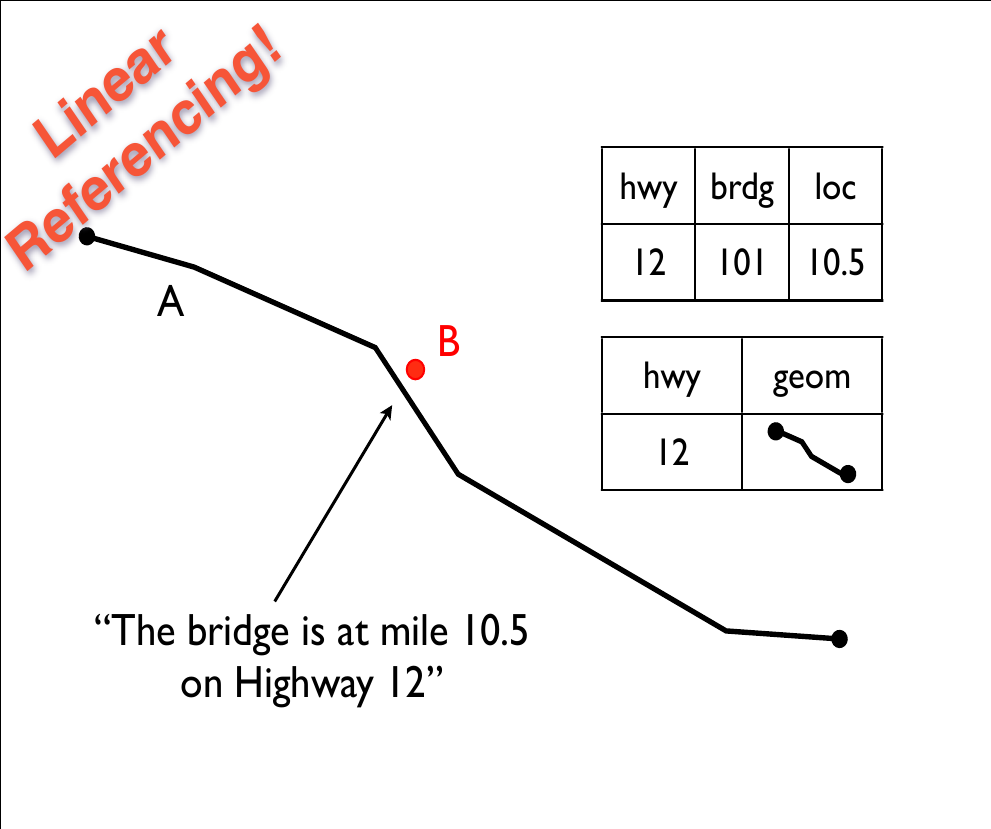 Linear
Referencing!
A
B
hwy brdg loc
12 101 10.5
hwy geom
12
“The bridge is at mile 10.5
on Highway 12”